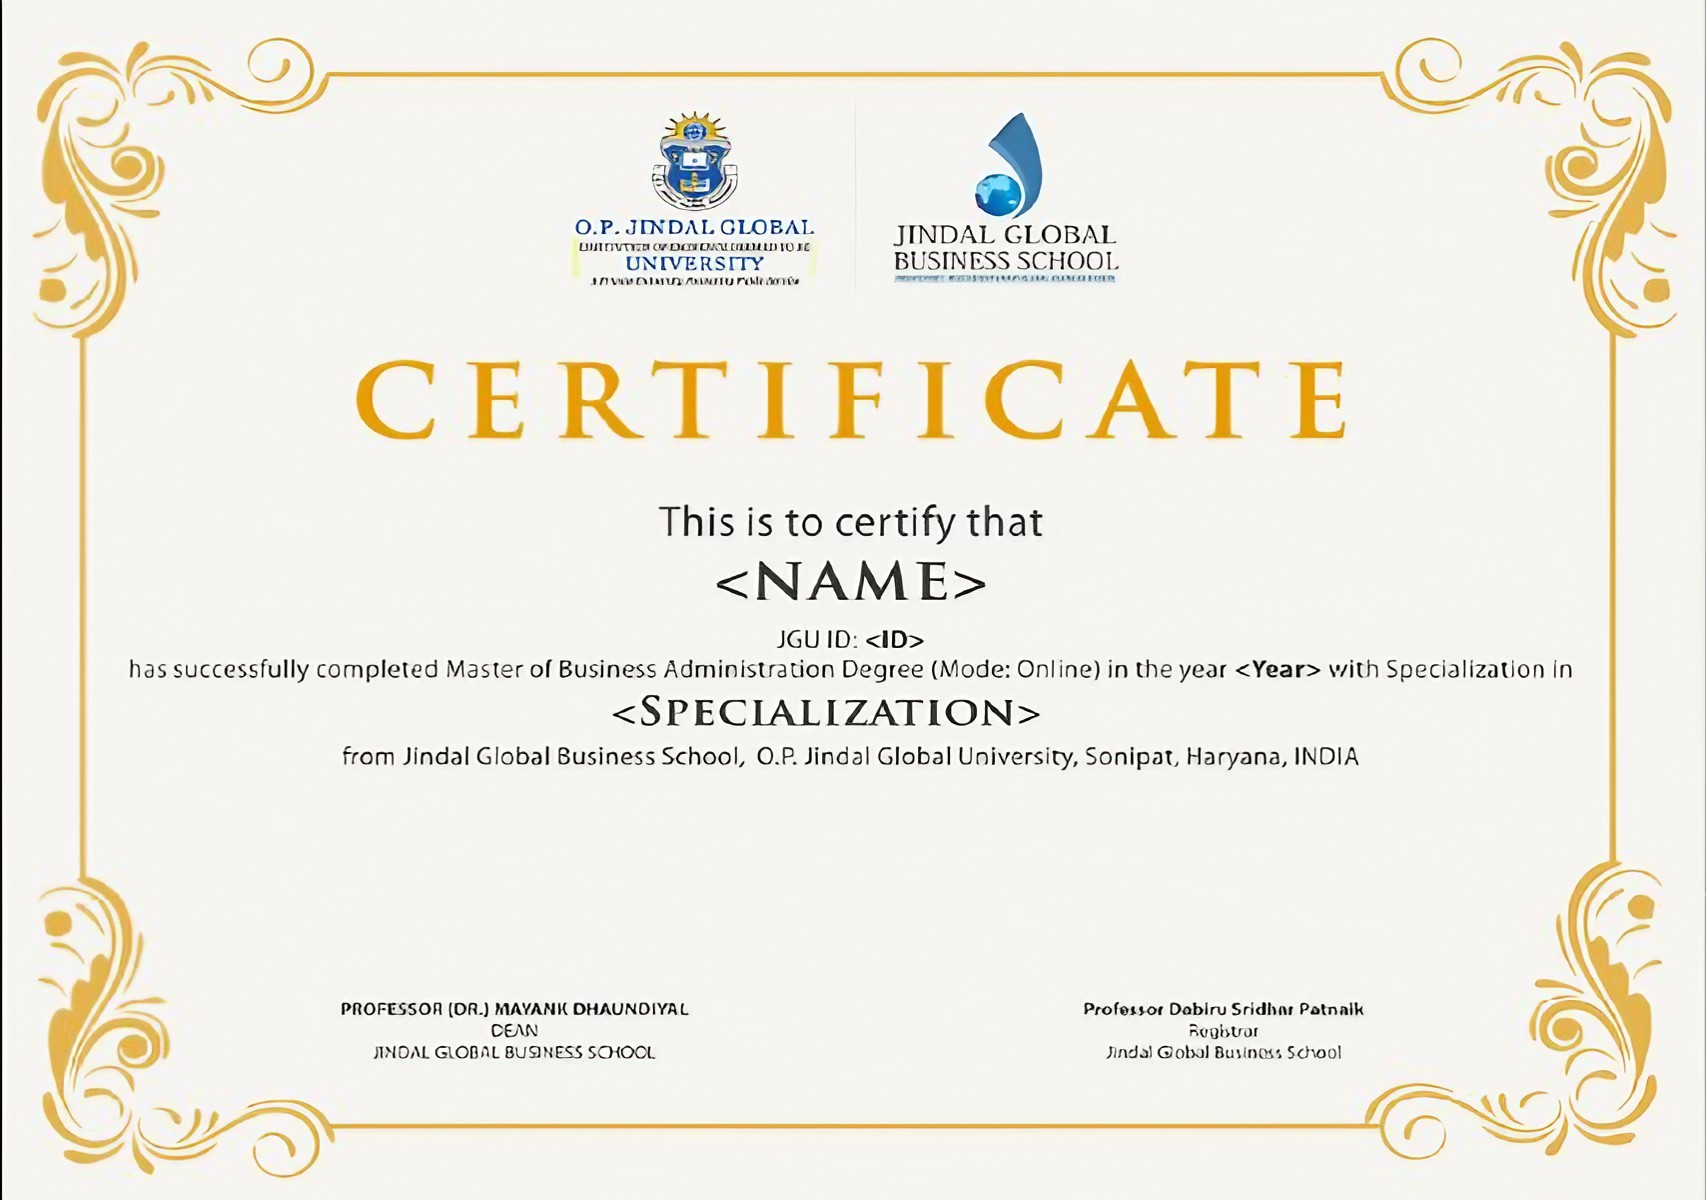 O.P. JINDAL GLOBAL
UNIVERSITY
JINDAL GLOBAL
BUSINESS SCHOOL
CERTIFICATE
This is to certify that
<NAME>
JGU ID: <ID>
has successfully completed Master of Business Administration Degree (Mode: Online) in the year <Year> with Specialization in
<SPECIALIZATION>
from Jindal Global Business School, O.P. Jindal Global University, Sonipat, Haryana, INDIA
PROFESSOR (DR.) MAYANK DHAUNDIYAL
DEAN
JINDAL GLOBAL BUSINESS SCHOOL
Professor Dabiru Sridhar Patnaik
Registrar
Jindal Global Business School